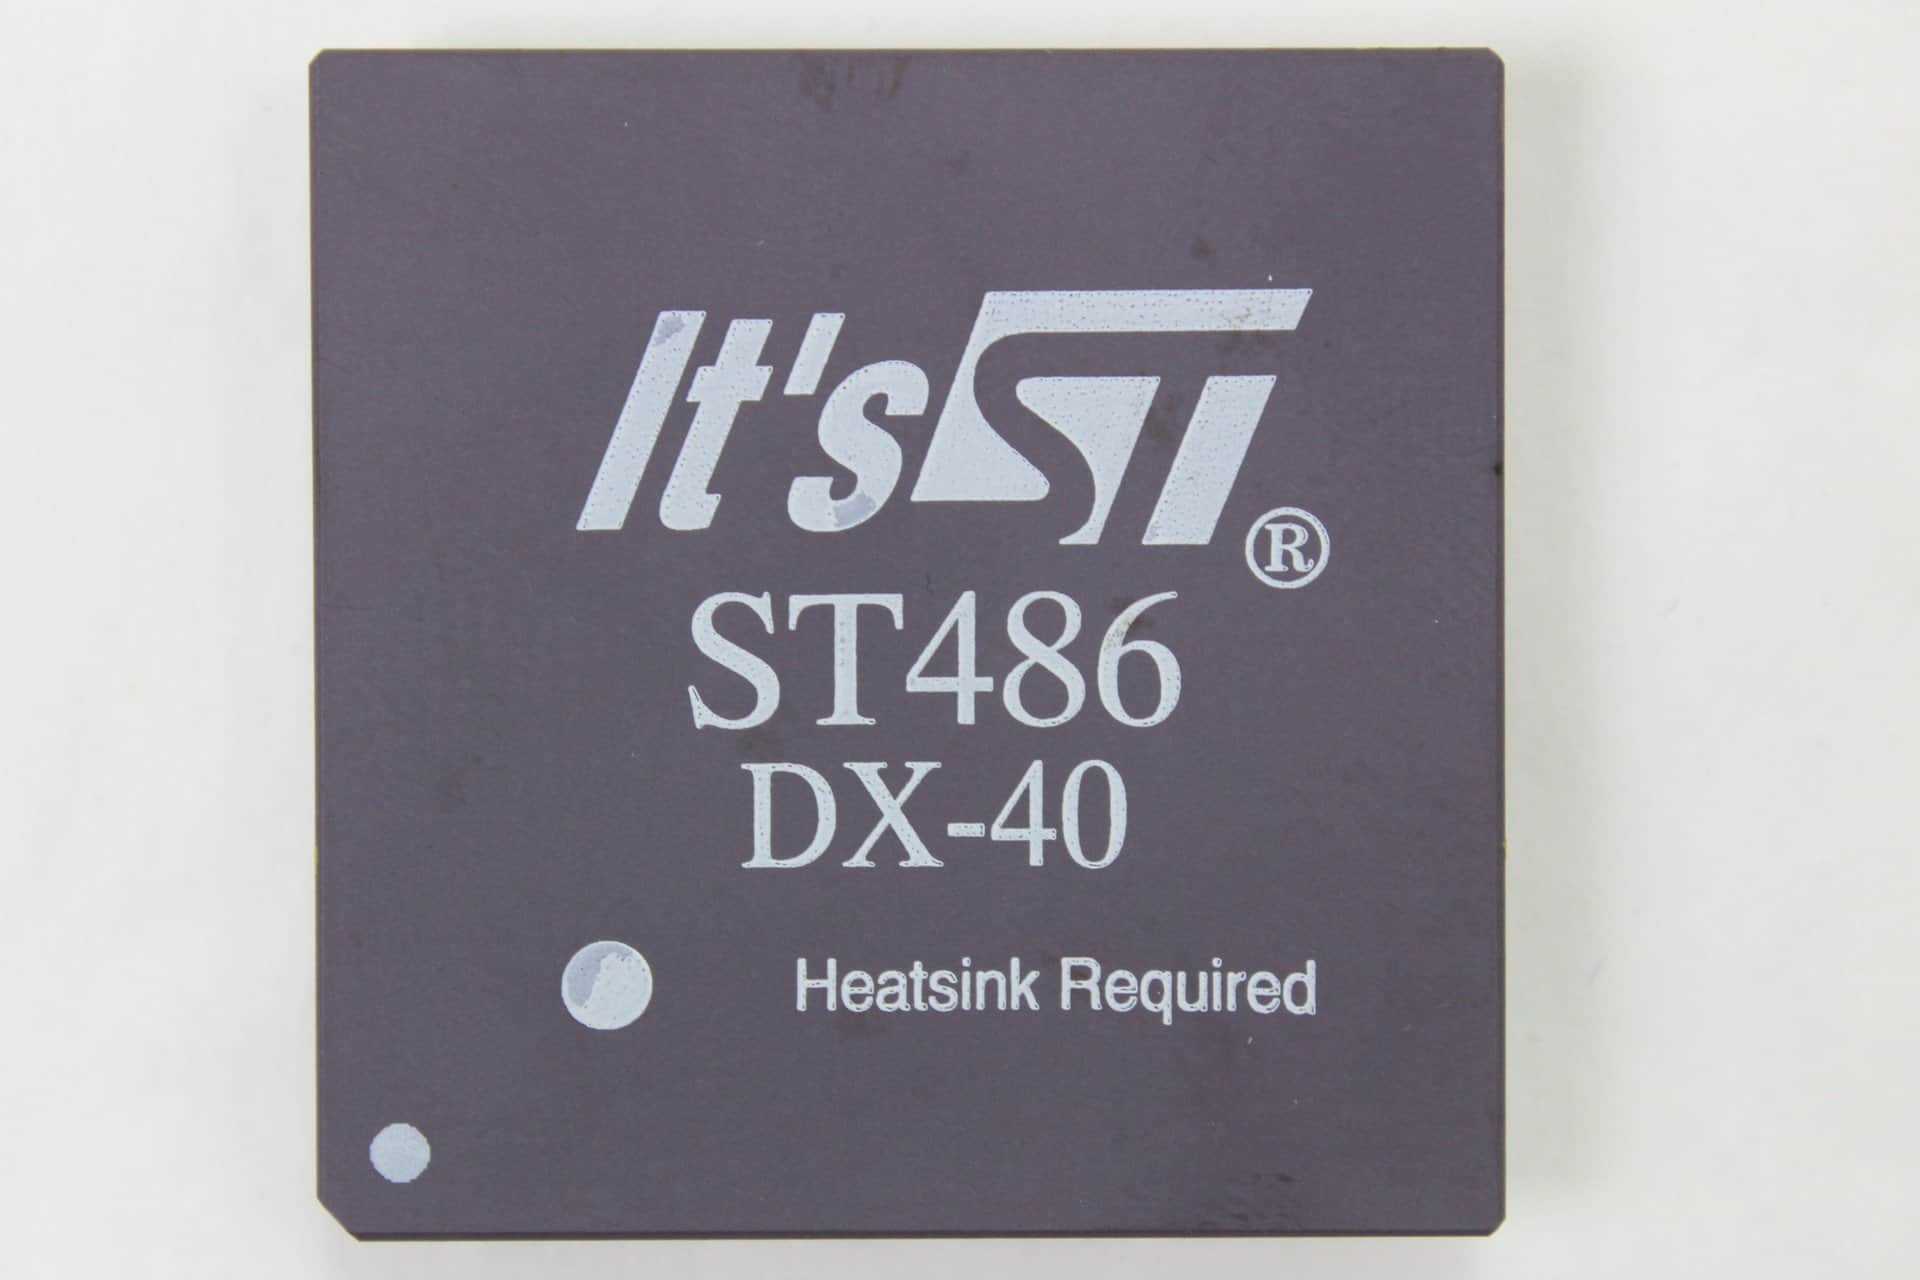 It's ST ®
ST486
DX-40
Heatsink Required